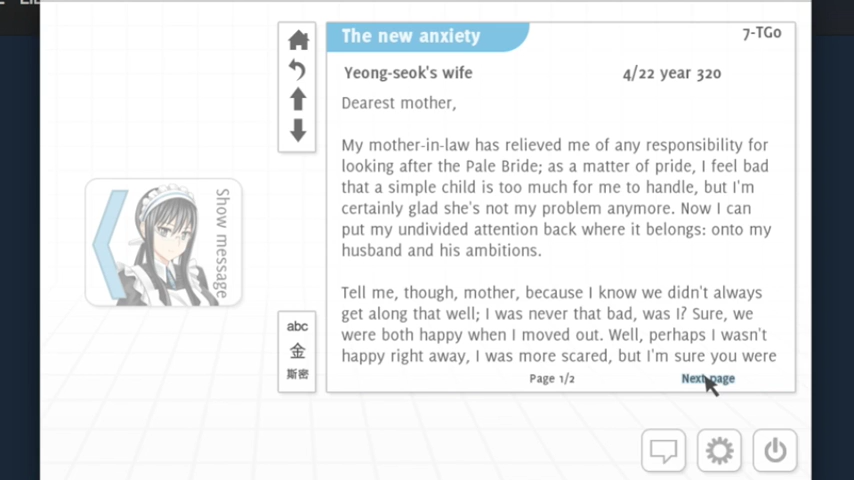 The new anxiety
7-TG0
Yeong-seok's wife
4/22 year 320
Dearest mother,
My mother-in-law has relieved me of any responsibility for
looking after the Pale Bride; as a matter of pride, I feel bad
that a simple child is too much for me to handle, but I'm
certainly glad she's not my problem anymore. Now I can
put my undivided attention back where it belongs: onto my
husband and his ambitions.
Tell me, though, mother, because I know we didn't always
get along that well; I was never that bad, was I? Sure, we
were both happy when I moved out. Well, perhaps I wasn't
happy right away, I was more scared, but I'm sure you were
Page 1/2
Next page
Show message
abc
金
斯密